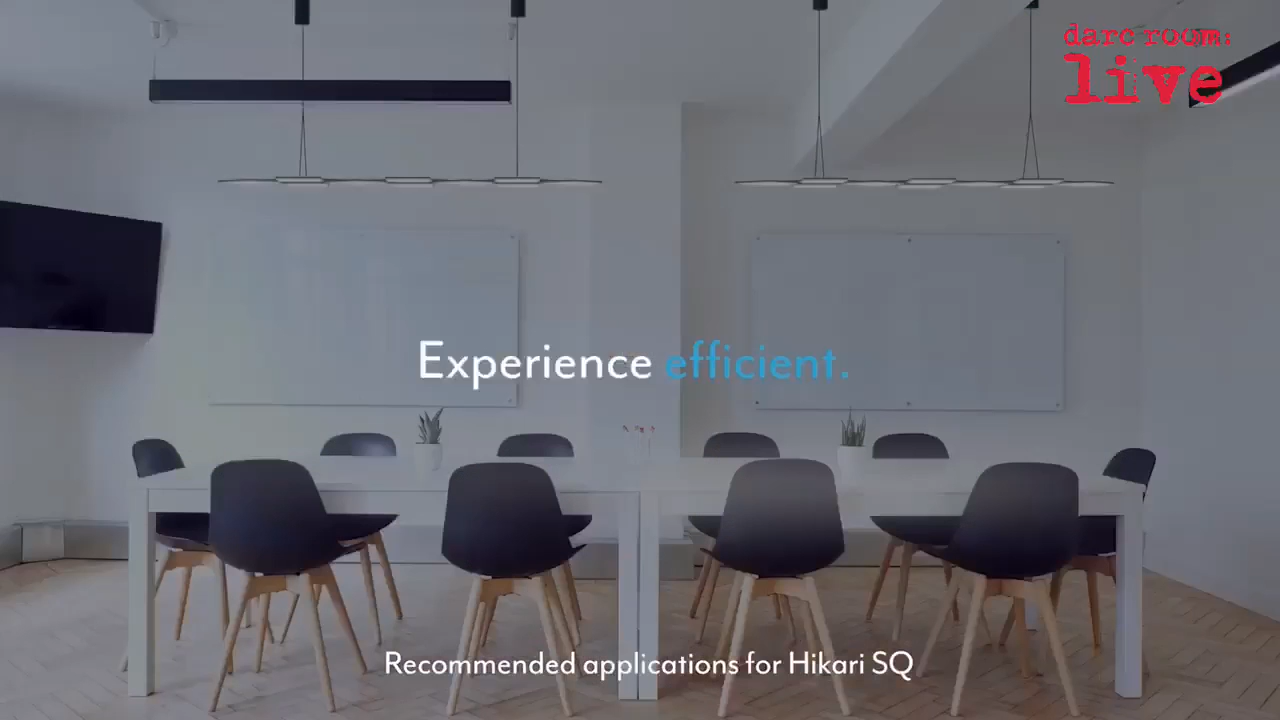 darc room:
live
Experience efficient.
Recommended applications for Hikari SQ